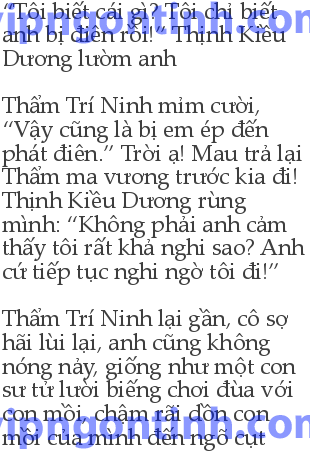 vipngontinh.com
“Tôi biết cái gì? Tôi chỉ biết
anh bị điên rồi!” Thịnh Kiều
Dương lườm anh
Thẩm Trí Ninh mỉm cười,
“Vậy cũng là bị em ép đến
phát điên.” Trời ạ! Mau trả lại
Thẩm ma vương trước kia đi!
Thịnh Kiều Dương rùng
mình: “Không phải anh cảm
thấy tôi rất khả nghi sao? Anh
cứ tiếp tục nghi ngờ tôi đi!”
Thẩm Trí Ninh lại gần, cô sợ
hãi lùi lại, anh cũng không
nóng nảy, giống như một con
sư tử lười biếng chơi đùa với
con mồi, chậm rãi dồn con
mồi của mình đến ngõ cụt
vipngontinh.com